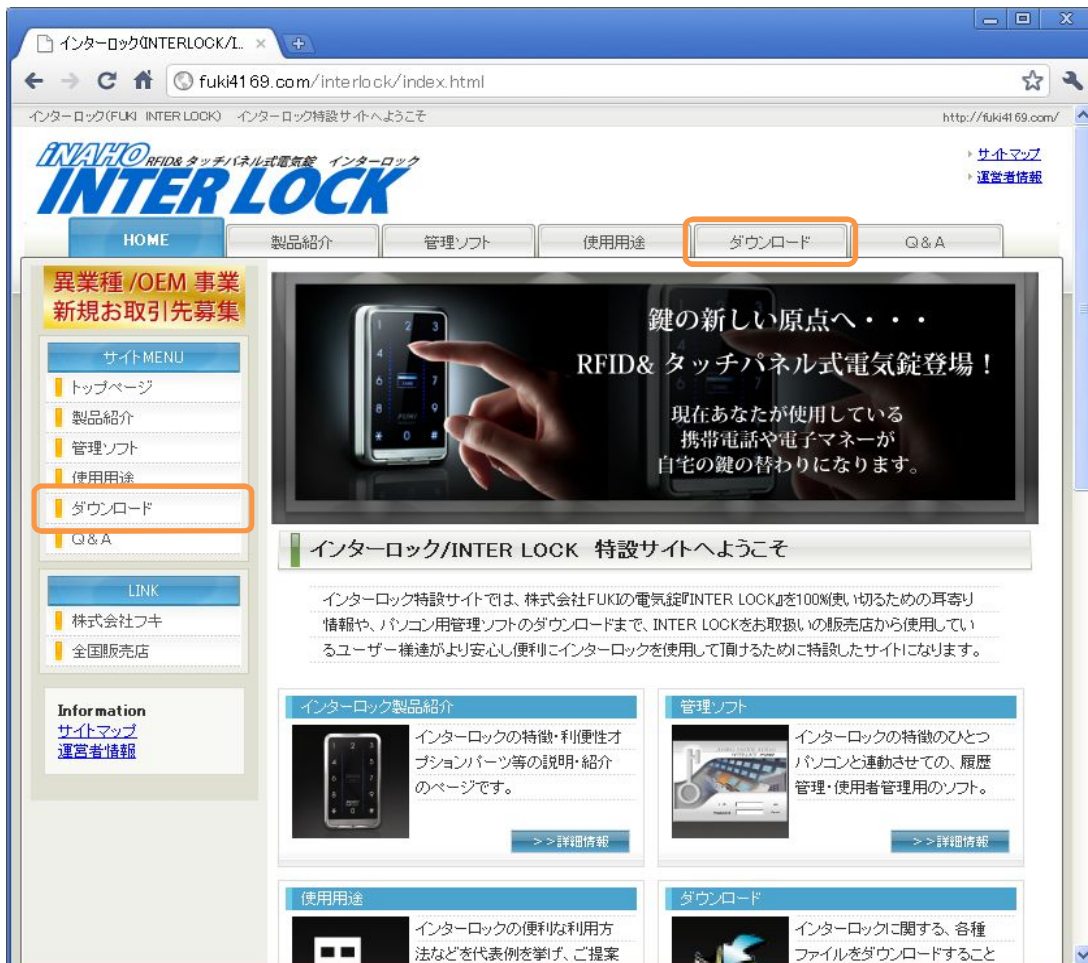 インターロック(INTERLOCK/I...
fuki4169.com/interlock/index.html
インターロック(FUKI INTER LOCK) インターロック特設サイトへようこそ
http://fuki4169.com/
iNAHO RFID& タッチパネル式電気錠 インターロック
INTER LOCK
サイトマップ
運営者情報
HOME 製品紹介 管理ソフト 使用用途 ダウンロード Q&A
異業種/OEM 事業
新規お取引先募集
サイトMENU
トップページ
製品紹介
管理ソフト
使用用途
ダウンロード
Q&A
LINK
株式会社フキ
全国販売店
Information
サイトマップ
運営者情報
鍵の新しい原点へ・・・
RFID& タッチパネル式電気錠登場!
現在あなたが使用している
携帯電話や電子マネーが
自宅の鍵の替わりになります。
インターロック/INTER LOCK 特設サイトへようこそ
インターロック特設サイトでは、株式会社FUKIの電気錠『INTER LOCK』を100%使い切るための耳寄り
情報や、パソコン用管理ソフトのダウンロードまで、INTER LOCKをお取扱いの販売店から使用してい
るユーザー様達がより安心し便利にインターロックを使用して頂けるために特設したサイトになります。
インターロック製品紹介
インターロックの特徴・利便性オ
プションパーツ等の説明・紹介
のページです。
>>詳細情報
管理ソフト
インターロックの特徴のひとつ
パソコンと連動させての、履歴
管理・使用者管理用のソフト。
>>詳細情報
使用用途
インターロックの便利な利用方
法などを代表例を挙げ、ご提案
ダウンロード
インターロックに関する、各種
ファイルをダウンロードすること